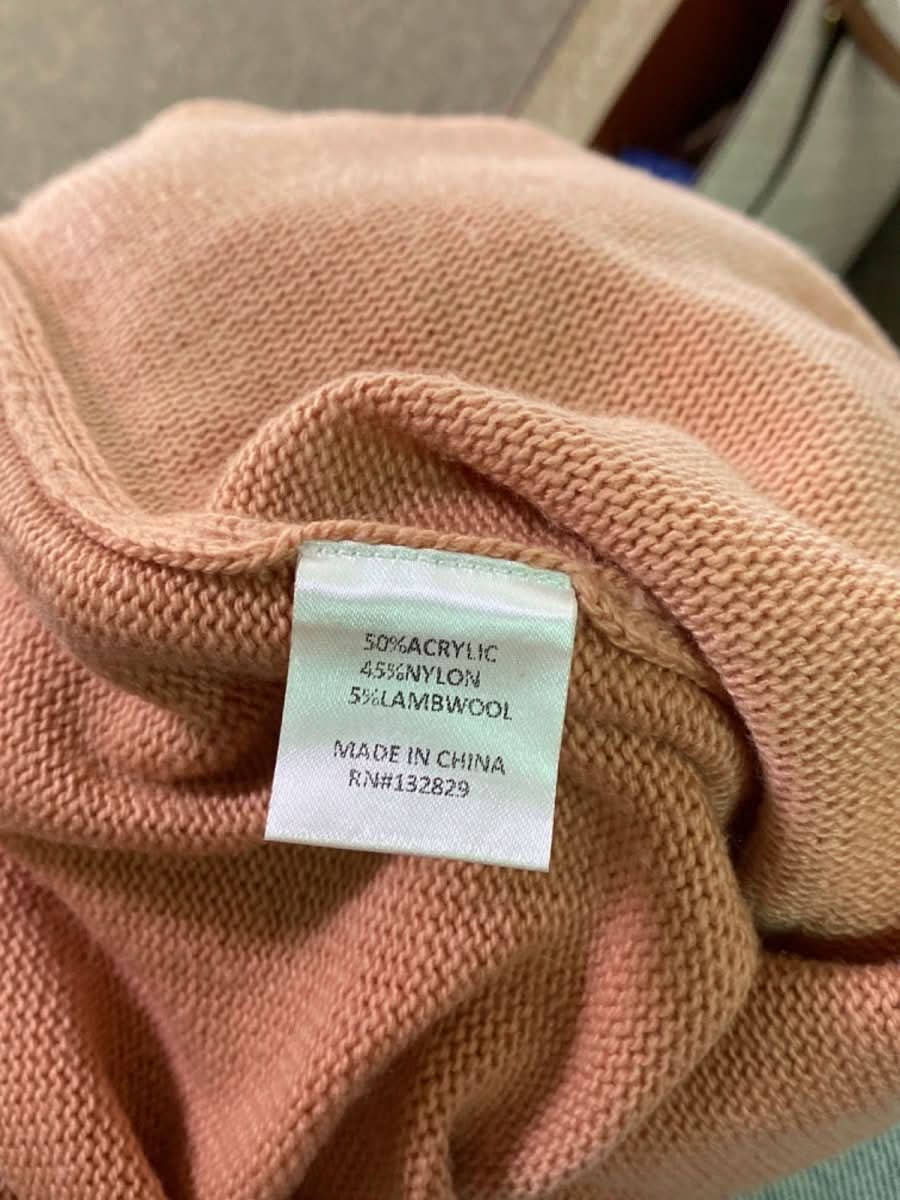 50%ACRYLIC
45%NYLON
5%LAMBWOOL
MADE IN CHINA
RN#132829